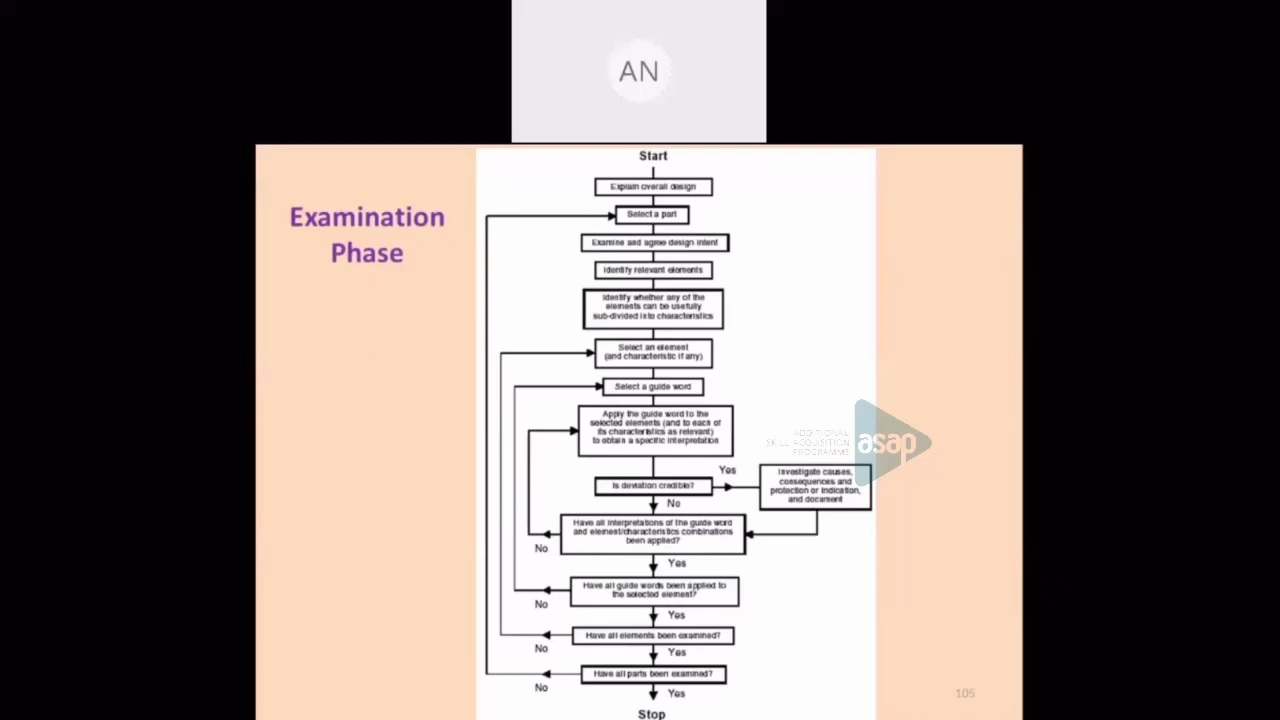 AN
Examination
Phase
Start
Explain overall design
Select a part
Examine and agree design intent
Identify relevant elements
Identify whether any of the
elements can be usefully
sub-divided into characteristics
Select an element
(and characteristic if any)
Select a guide word
Apply the guide word to the
selected elements (and to each of
its characteristics as relevant)
to obtain a specific interpretation
Is deviation credible?
Yes
Investigate causes,
consequences and
protection or indication,
and document
No
Have all interpretations of the guide word
and element/characteristics combinations
been applied?
No
Yes
Have all guide words been applied to
the selected element?
No
Yes
Have all elements been examined?
No
Yes
Have all parts been examined?
No
Yes
Stop
ADDITIONAL
SKILL ACQUISITION
PROGRAMME
asap
105